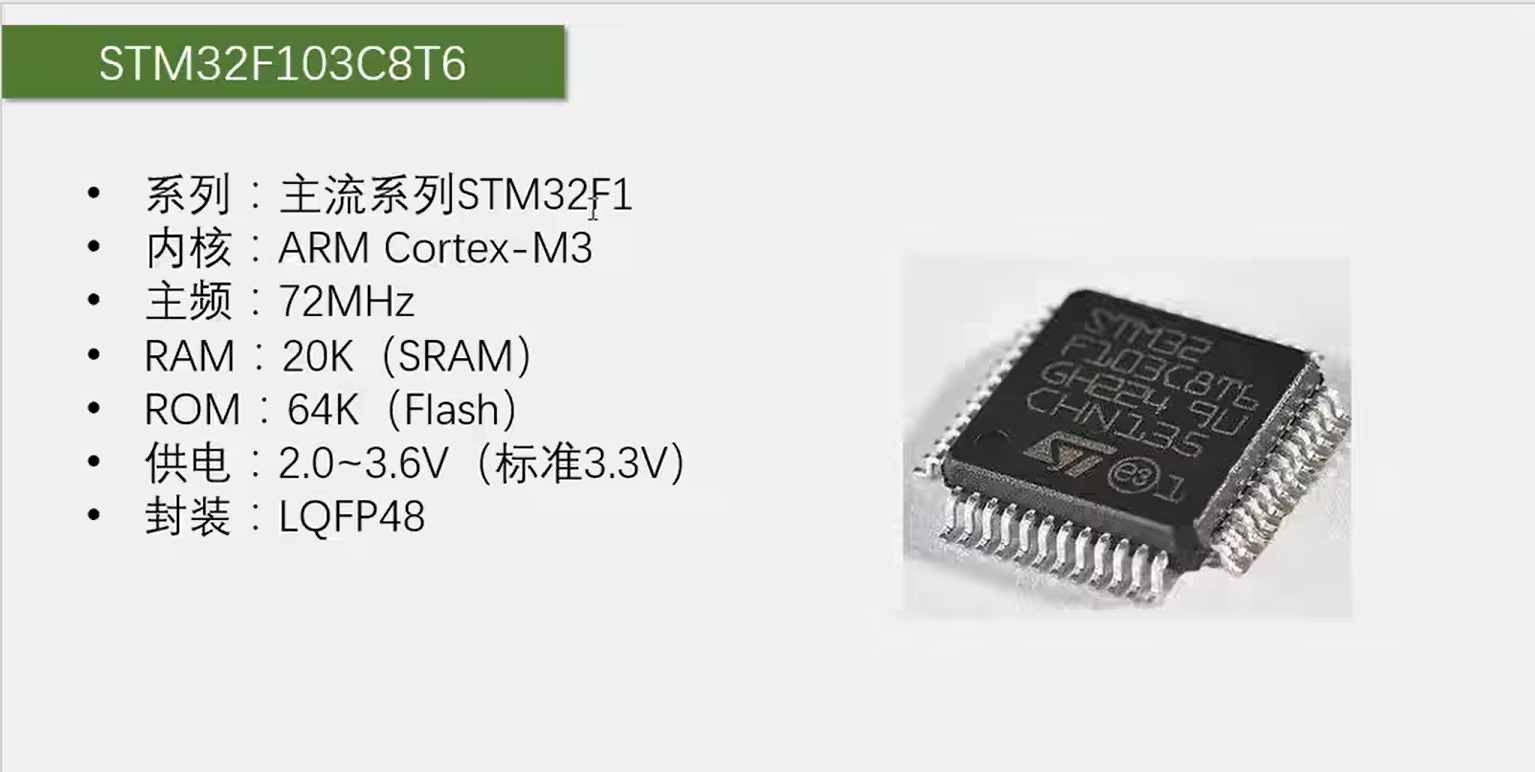 STM32F103C8T6
• 系列：主流系列STM32F1
• 内核：ARM Cortex-M3
• 主频：72MHz
• RAM：20K（SRAM）
• ROM：64K（Flash）
• 供电：2.0~3.6V（标准3.3V）
• 封装：LQFP48
STM32
F103C8T6
GH224 9U
CHN135
ST e3 1